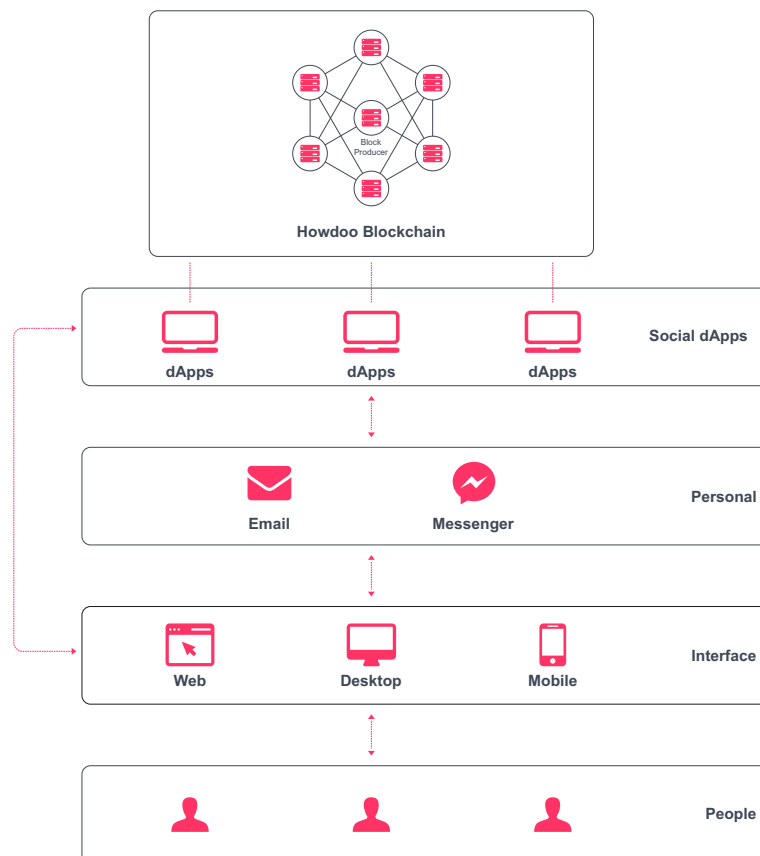 Block
Producer
Howdoo Blockchain
Social dApps
dApps
dApps
dApps
Personal
Email
Messenger
Interface
Web
Desktop
Mobile
People